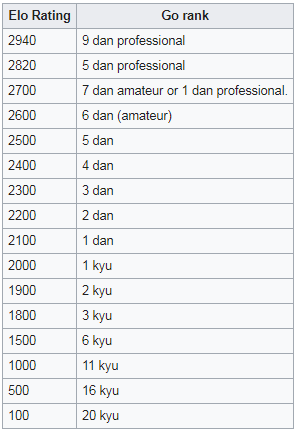 Elo Rating Go rank
2940 9 dan professional
2820 5 dan professional
2700 7 dan amateur or 1 dan professional.
2600 6 dan (amateur)
2500 5 dan
2400 4 dan
2300 3 dan
2200 2 dan
2100 1 dan
2000 1 kyu
1900 2 kyu
1800 3 kyu
1500 6 kyu
1000 11 kyu
500 16 kyu
100 20 kyu